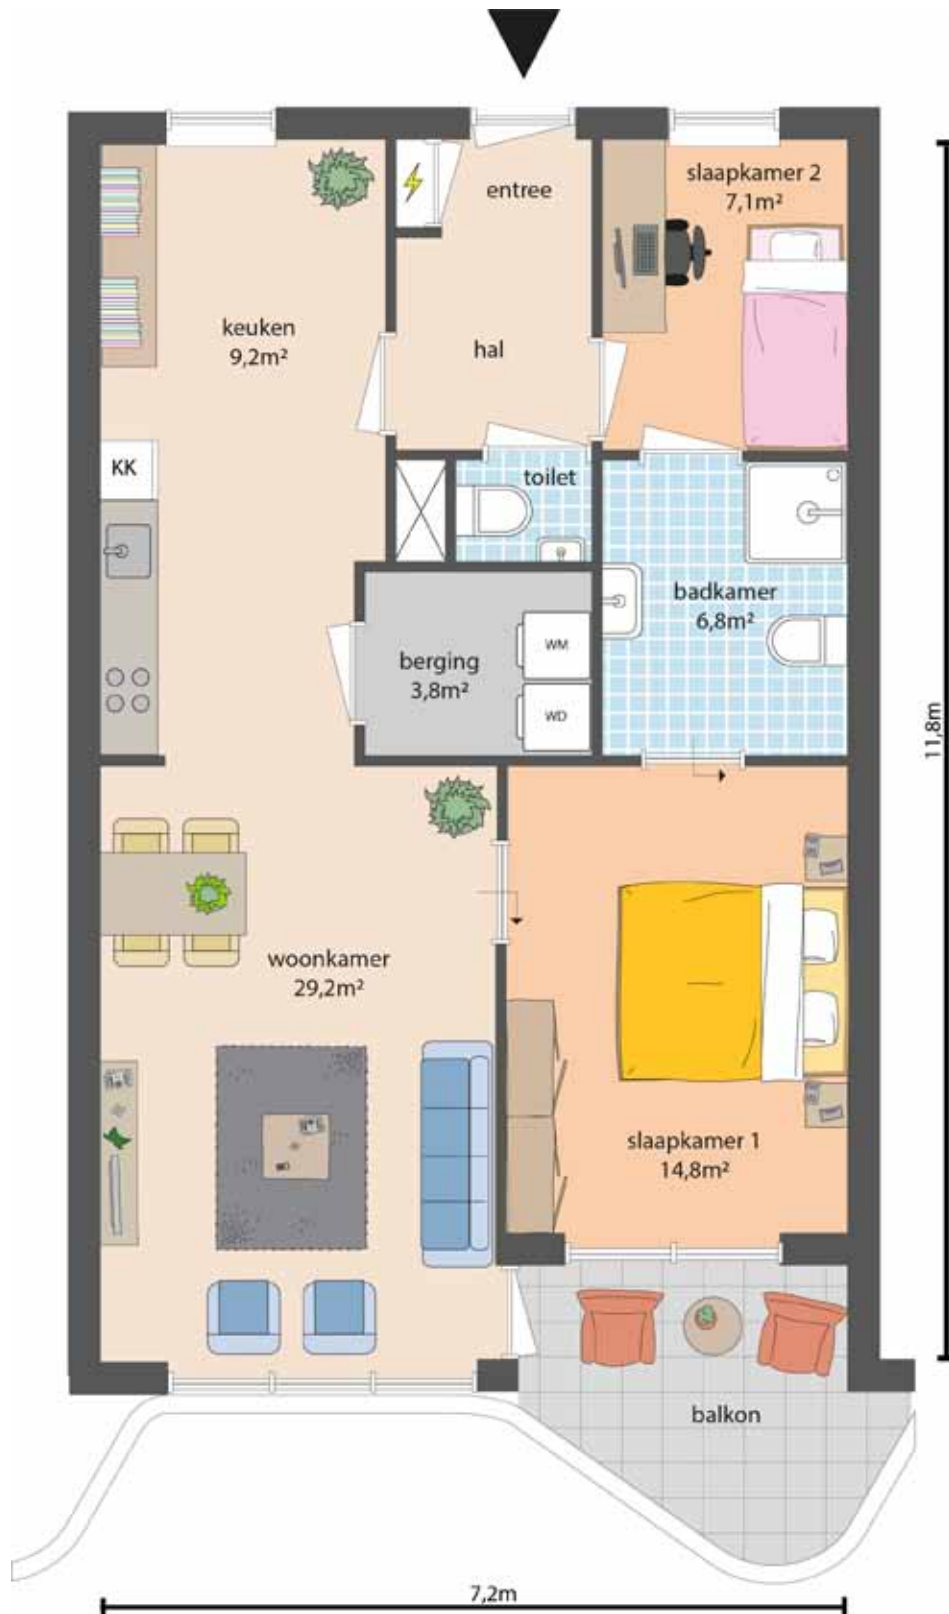 entree
slaapkamer 2
7,1m²
keuken
9,2m²
hal
KK
toilet
badkamer
6,8m²
berging
3,8m²
WM
WD
11,8m
woonkamer
29,2m²
slaapkamer 1
14,8m²
balkon
7,2m